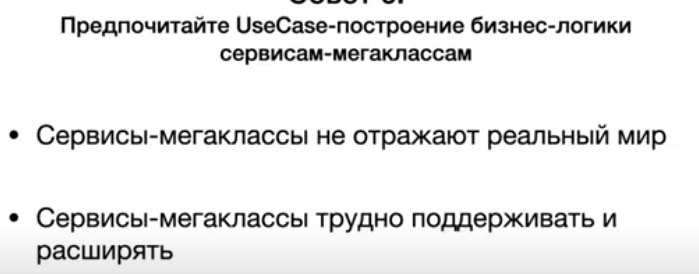 Предпочитайте UseCase-построение бизнес-логики
сервисам-мегаклассам
• Сервисы-мегаклассы не отражают реальный мир
• Сервисы-мегаклассы трудно поддерживать и
расширять